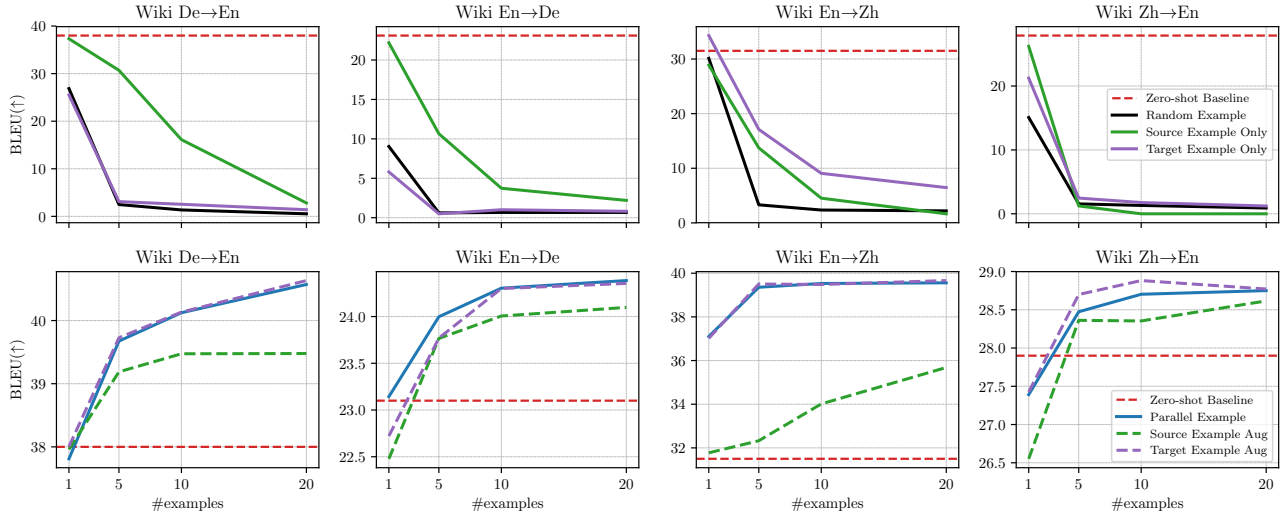 Wiki De→En
BLEU(↑)
40
30
20
10
0
Wiki En→De
20
15
10
5
0
Wiki En→Zh
30
20
10
0
Wiki Zh→En
20
10
0
Zero-shot Baseline
Random Example
Source Example Only
Target Example Only
Wiki De→En
BLEU(↑)
40
39
38
1 5 10 20
#examples
Wiki En→De
24.0
23.5
23.0
22.5
1 5 10 20
#examples
Wiki En→Zh
40
38
36
34
32
1 5 10 20
#examples
Wiki Zh→En
29.0
28.5
28.0
27.5
27.0
26.5
Zero-shot Baseline
Parallel Example
Source Example Aug
Target Example Aug
1 5 10 20
#examples